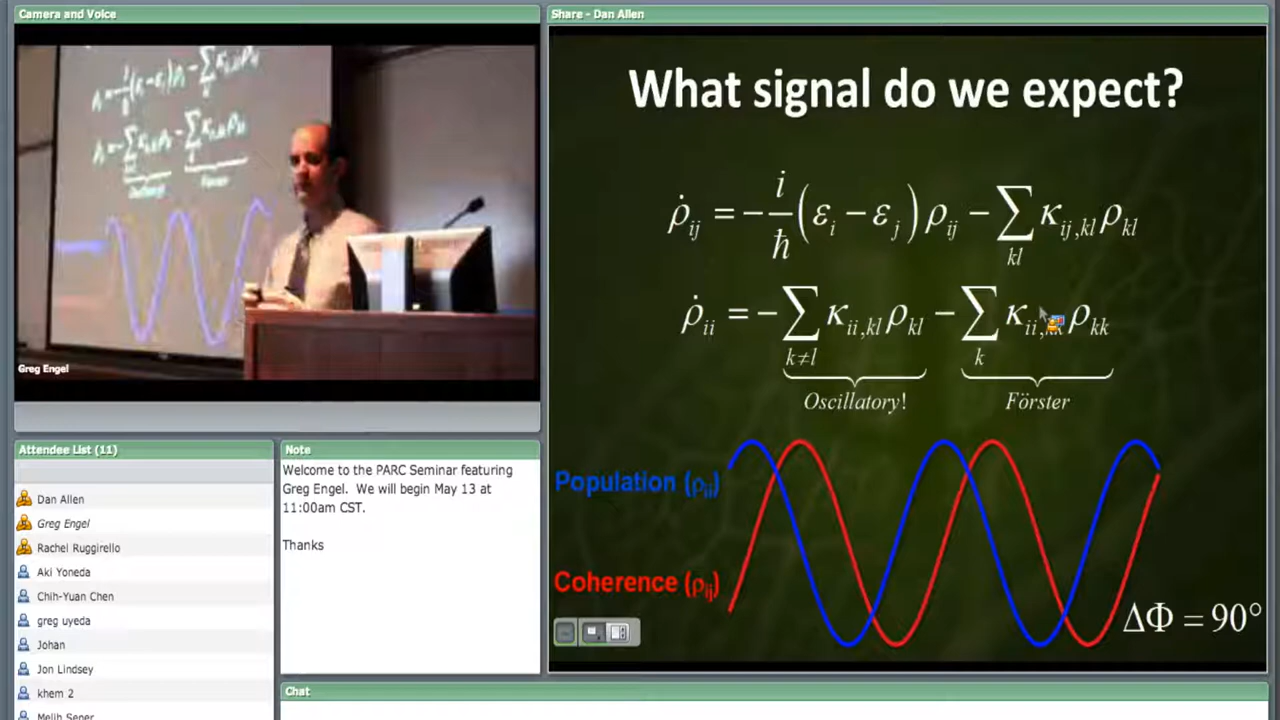 Camera and Voice
Greg Engel
Attendee List (11)
Dan Allen
Greg Engel
Rachel Ruggirello
Aki Yoneda
Chih-Yuan Chen
greg uyeda
Johan
Jon Lindsey
khem 2
Melih Sener
Note
Welcome to the PARC Seminar featuring
Greg Engel. We will begin May 13 at
11:00am CST.
Thanks
Share - Dan Allen
What signal do we expect?
ρ̇ij = −i/ħ (εi − εj) ρij − ∑kl κij,kl ρkl
ρ̇ii = −∑k≠l κii,kl ρkl − ∑k κii,kk ρkk
Oscillatory! Förster
Population (ρii)
Coherence (ρij)
ΔΦ = 90°
Chat